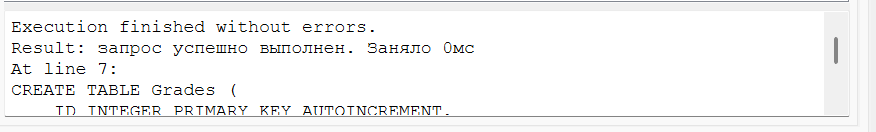 Execution finished without errors.
Result: запрос успешно выполнен. Заняло 0мс
At line 7:
CREATE TABLE Grades (
ID INTEGER PRIMARY KEY AUTOINCREMENT,